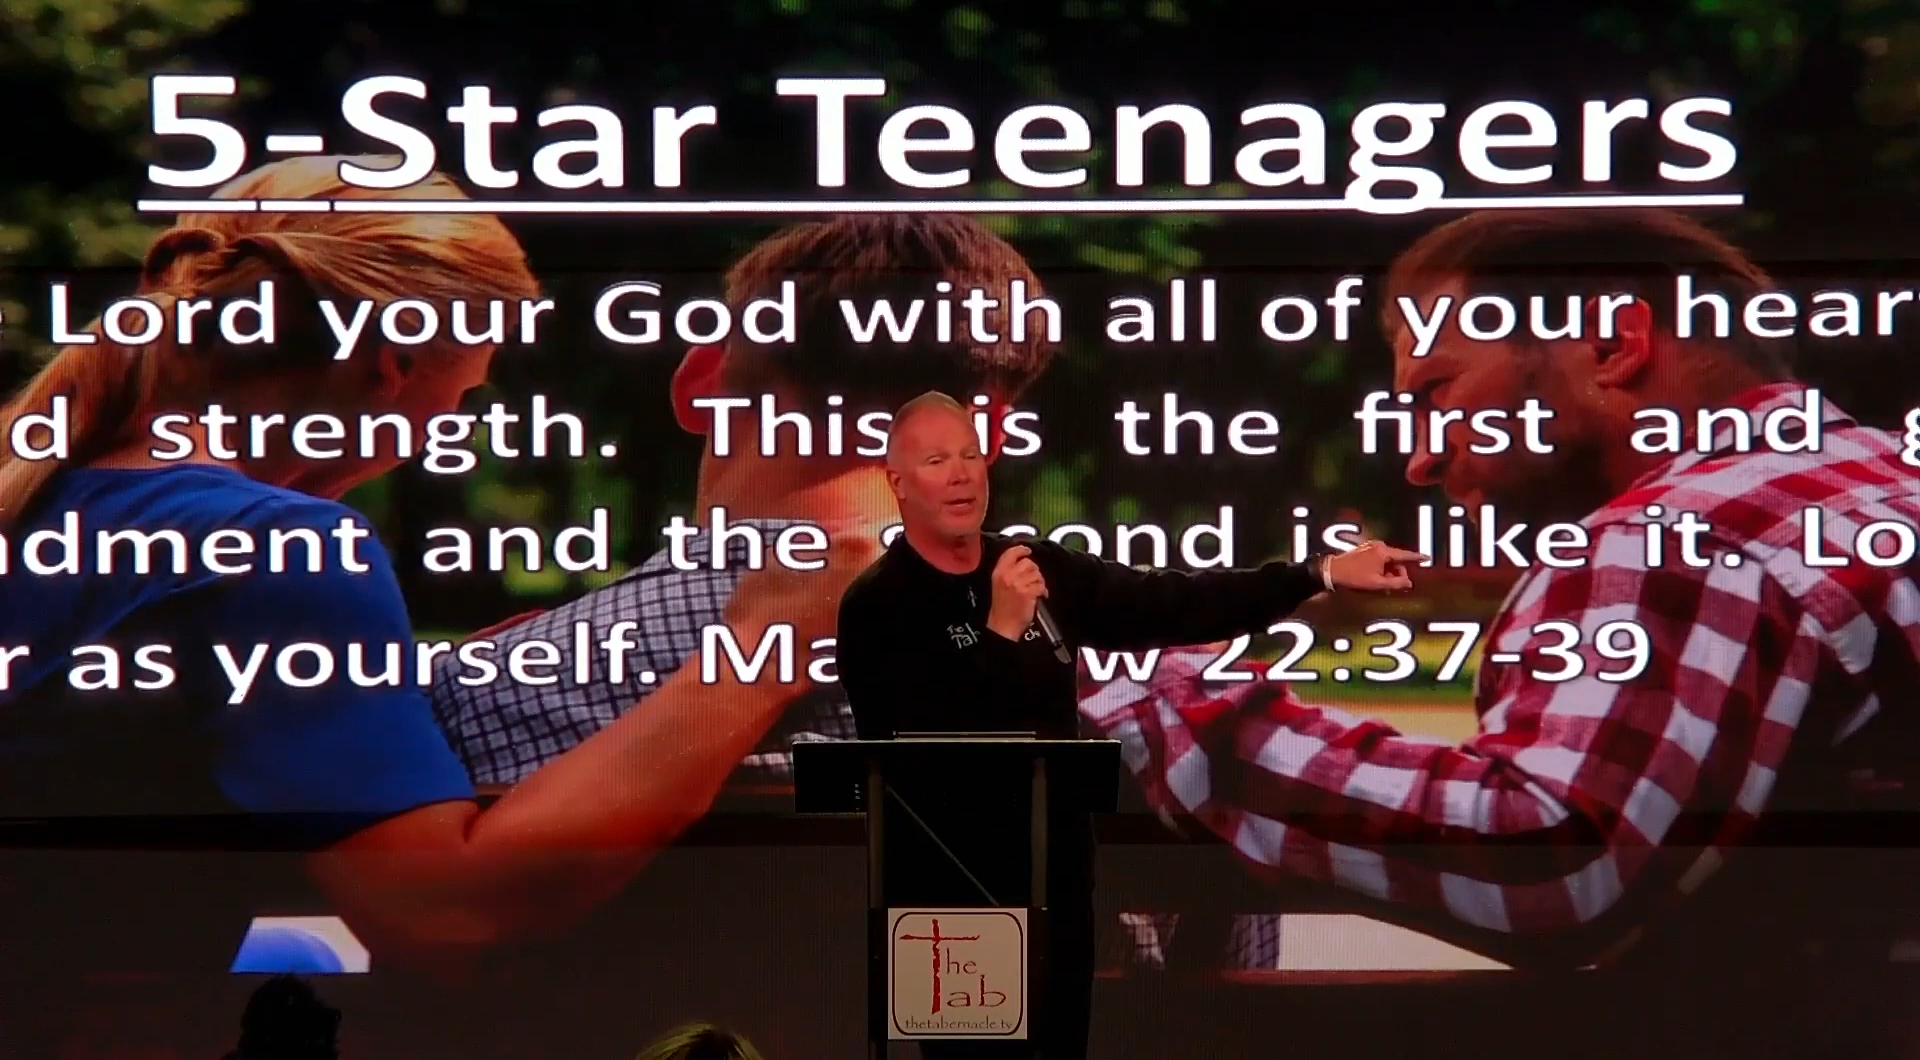 5-Star Teenagers
Lord your God with all of your hear
d strength. This is the first and g
dment and the second is like it. Lo
r as yourself. Ma w 22:37-39
The
Tab
thetabernacle.tv